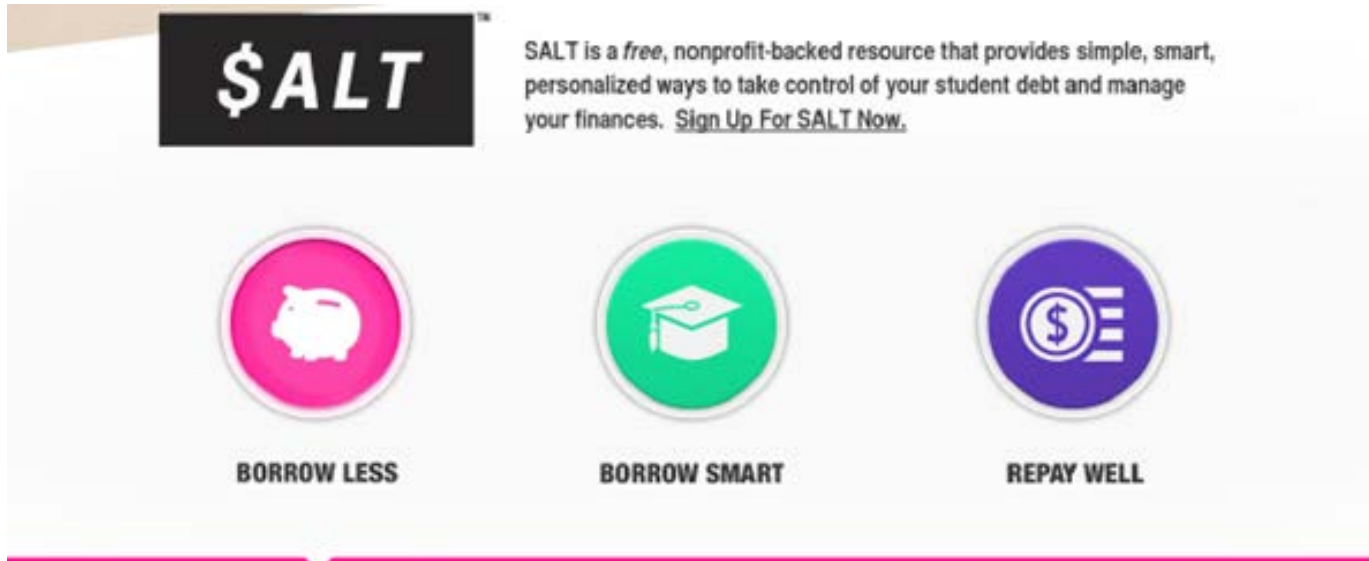 $ALT™
SALT is a free, nonprofit-backed resource that provides simple, smart,
personalized ways to take control of your student debt and manage
your finances. Sign Up For SALT Now.
$
BORROW LESS
BORROW SMART
REPAY WELL